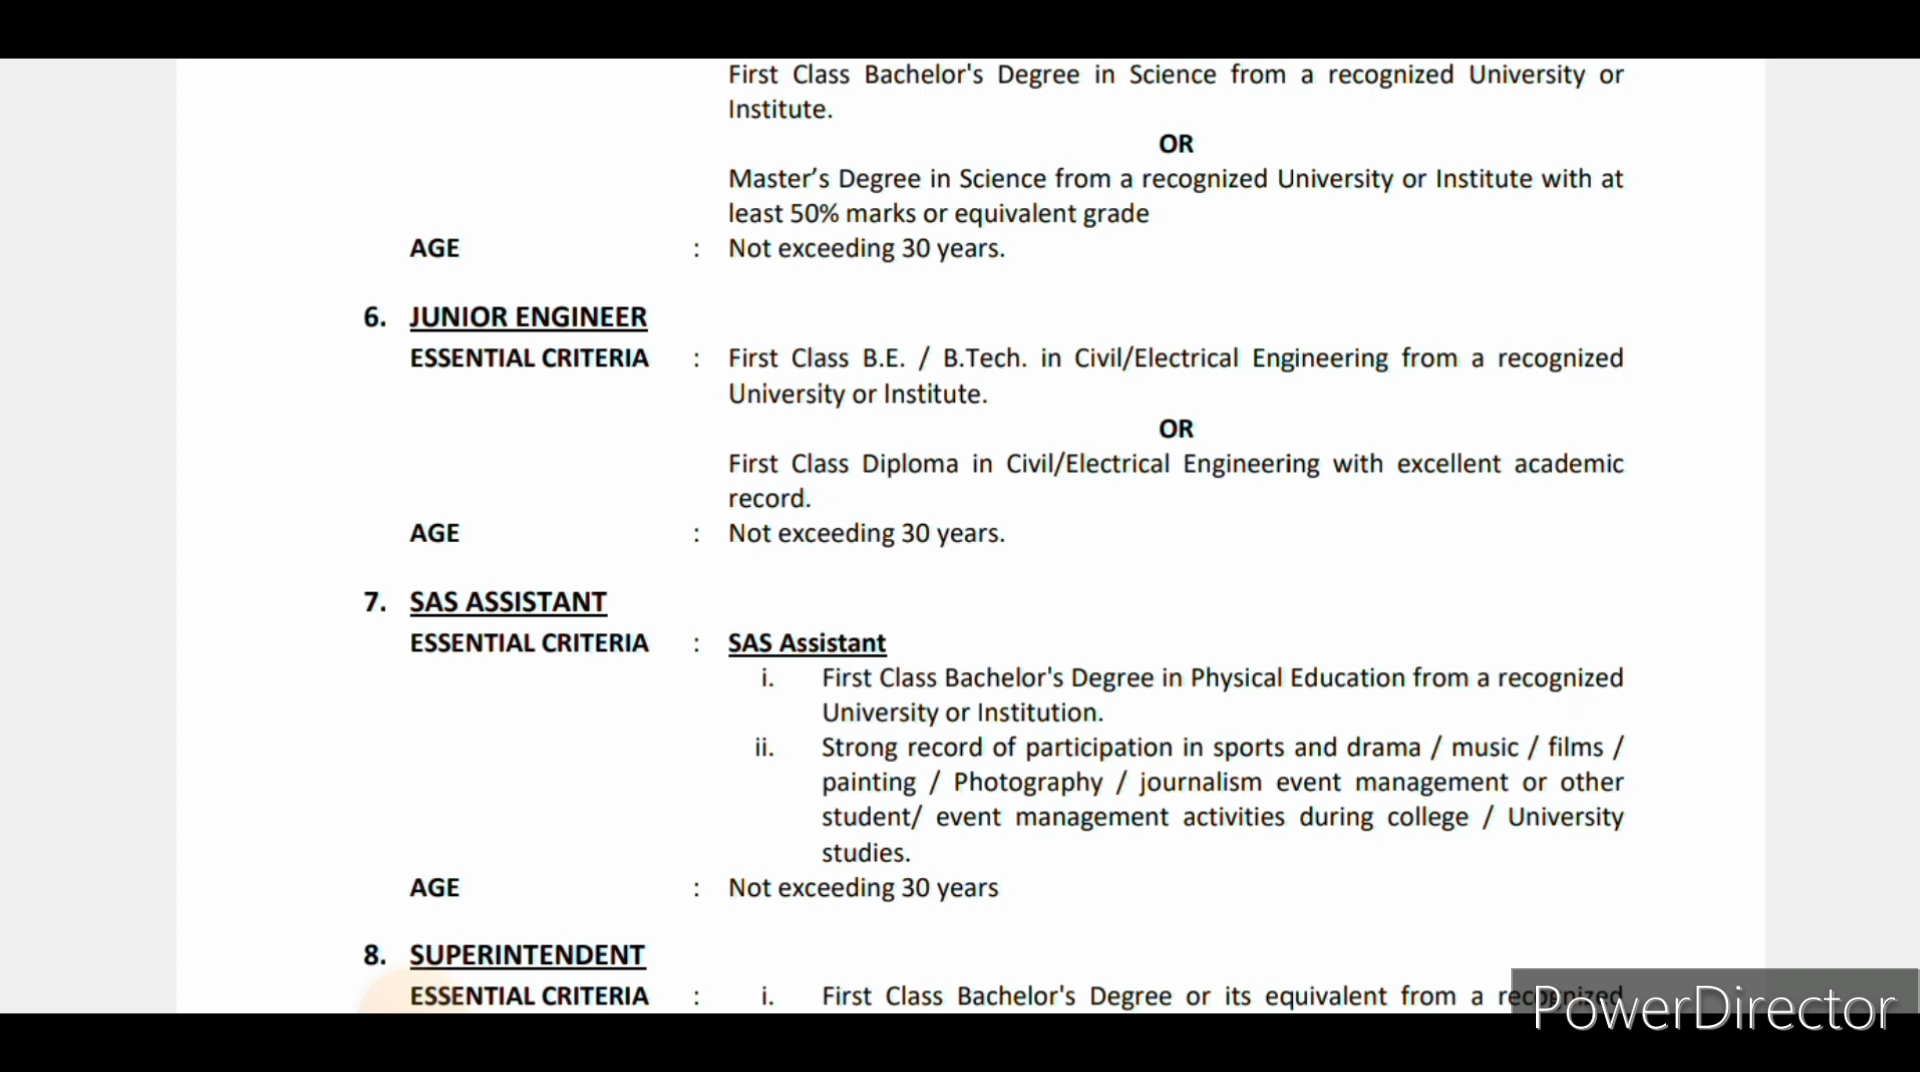 First Class Bachelor's Degree in Science from a recognized University or
Institute.
OR
Master’s Degree in Science from a recognized University or Institute with at
least 50% marks or equivalent grade
AGE : Not exceeding 30 years.
6. JUNIOR ENGINEER
ESSENTIAL CRITERIA : First Class B.E. / B.Tech. in Civil/Electrical Engineering from a recognized
University or Institute.
OR
First Class Diploma in Civil/Electrical Engineering with excellent academic
record.
AGE : Not exceeding 30 years.
7. SAS ASSISTANT
ESSENTIAL CRITERIA : SAS Assistant
i. First Class Bachelor's Degree in Physical Education from a recognized
University or Institution.
ii. Strong record of participation in sports and drama / music / films /
painting / Photography / journalism event management or other
student/ event management activities during college / University
studies.
AGE : Not exceeding 30 years
8. SUPERINTENDENT
ESSENTIAL CRITERIA : i. First Class Bachelor's Degree or its equivalent from a recognized
PowerDirector